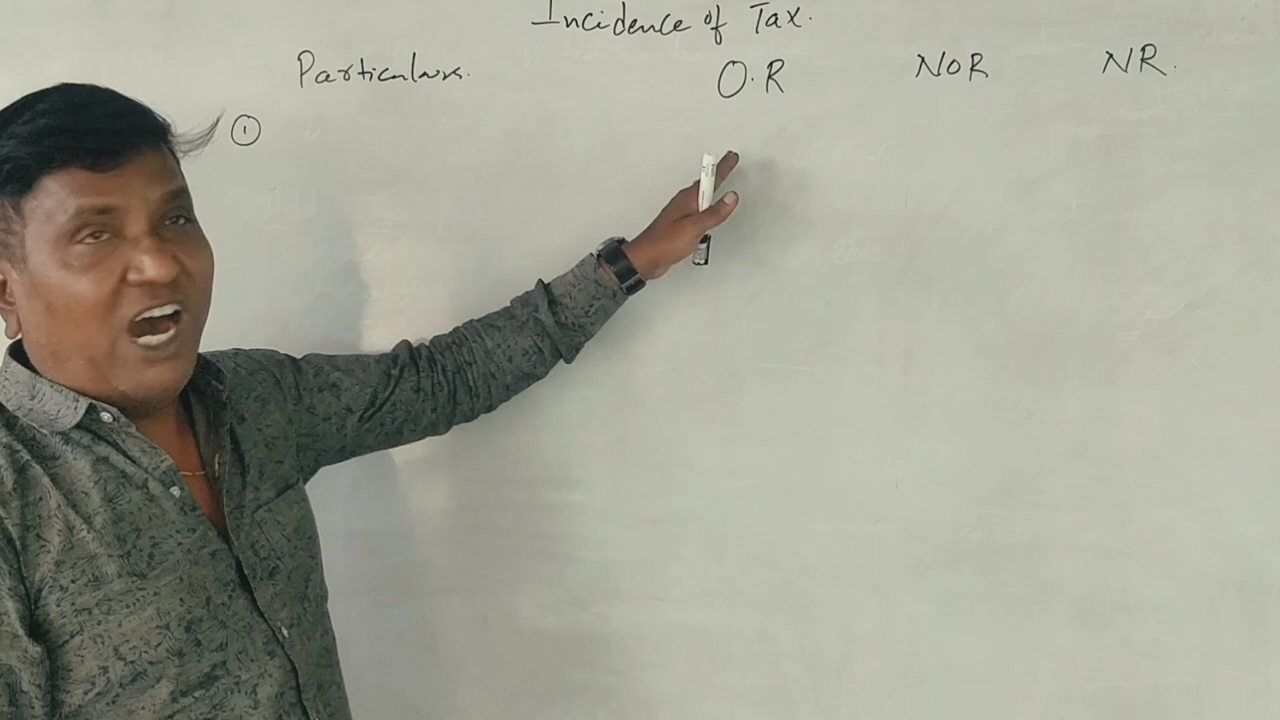 Incidence of Tax.
Particulars. O.R NOR NR.
①